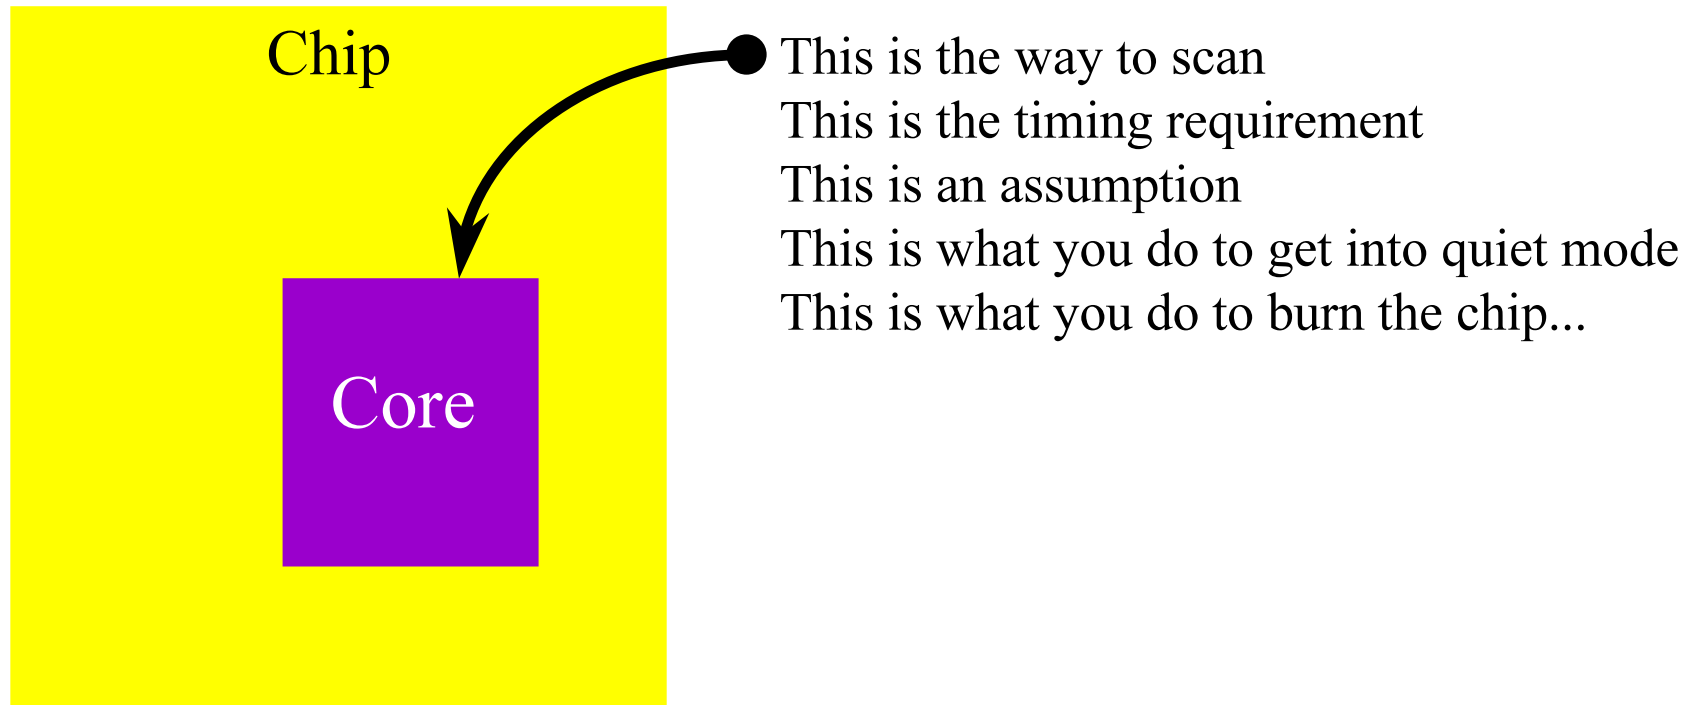 Chip
This is the way to scan
This is the timing requirement
This is an assumption
This is what you do to get into quiet mode
This is what you do to burn the chip...
Core